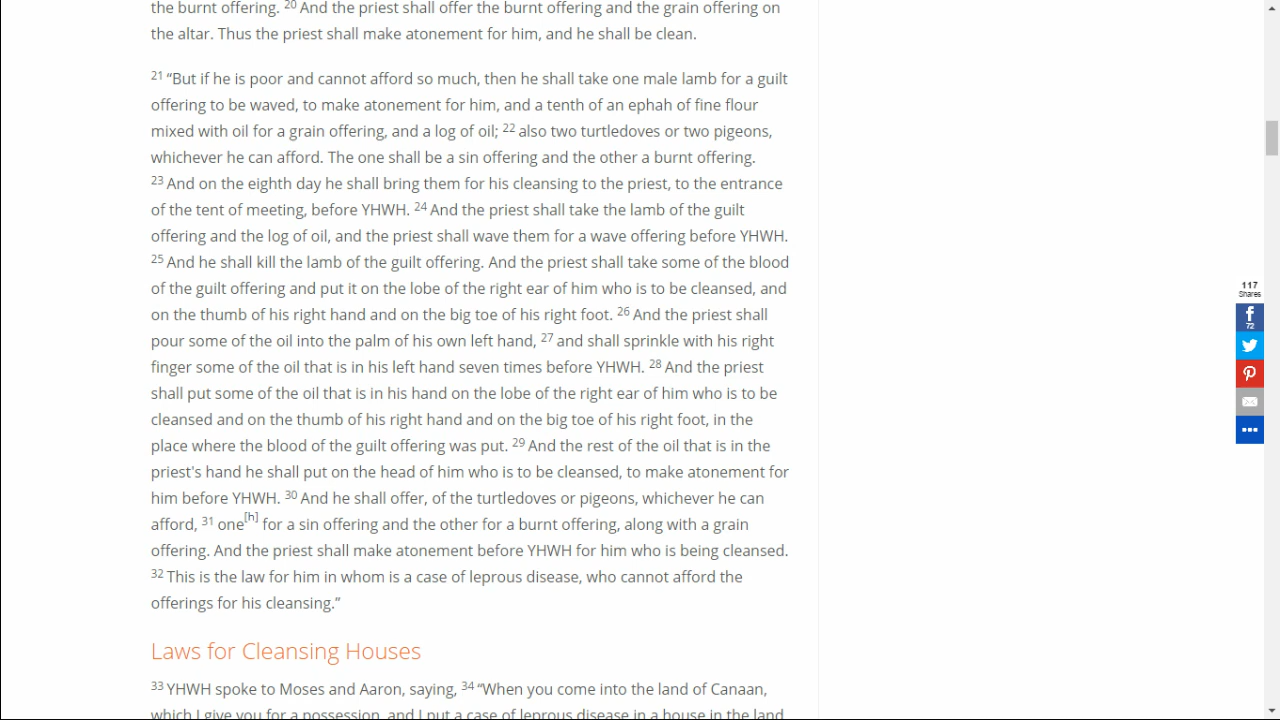 the burnt offering. 20 And the priest shall offer the burnt offering and the grain offering on
the altar. Thus the priest shall make atonement for him, and he shall be clean.
21 “But if he is poor and cannot afford so much, then he shall take one male lamb for a guilt
offering to be waved, to make atonement for him, and a tenth of an ephah of fine flour
mixed with oil for a grain offering, and a log of oil; 22 also two turtledoves or two pigeons,
whichever he can afford. The one shall be a sin offering and the other a burnt offering.
23 And on the eighth day he shall bring them for his cleansing to the priest, to the entrance
of the tent of meeting, before YHWH. 24 And the priest shall take the lamb of the guilt
offering and the log of oil, and the priest shall wave them for a wave offering before YHWH.
25 And he shall kill the lamb of the guilt offering. And the priest shall take some of the blood
of the guilt offering and put it on the lobe of the right ear of him who is to be cleansed, and
on the thumb of his right hand and on the big toe of his right foot. 26 And the priest shall
pour some of the oil into the palm of his own left hand, 27 and shall sprinkle with his right
finger some of the oil that is in his left hand seven times before YHWH. 28 And the priest
shall put some of the oil that is in his hand on the lobe of the right ear of him who is to be
cleansed and on the thumb of his right hand and on the big toe of his right foot, in the
place where the blood of the guilt offering was put. 29 And the rest of the oil that is in the
priest's hand he shall put on the head of him who is to be cleansed, to make atonement for
him before YHWH. 30 And he shall offer, of the turtledoves or pigeons, whichever he can
afford, 31 one[h] for a sin offering and the other for a burnt offering, along with a grain
offering. And the priest shall make atonement before YHWH for him who is being cleansed.
32 This is the law for him in whom is a case of leprous disease, who cannot afford the
offerings for his cleansing.”
Laws for Cleansing Houses
33 YHWH spoke to Moses and Aaron, saying, 34 “When you come into the land of Canaan,
which I give you for a possession, and I put a case of leprous disease in a house in the land
117
Shares
72